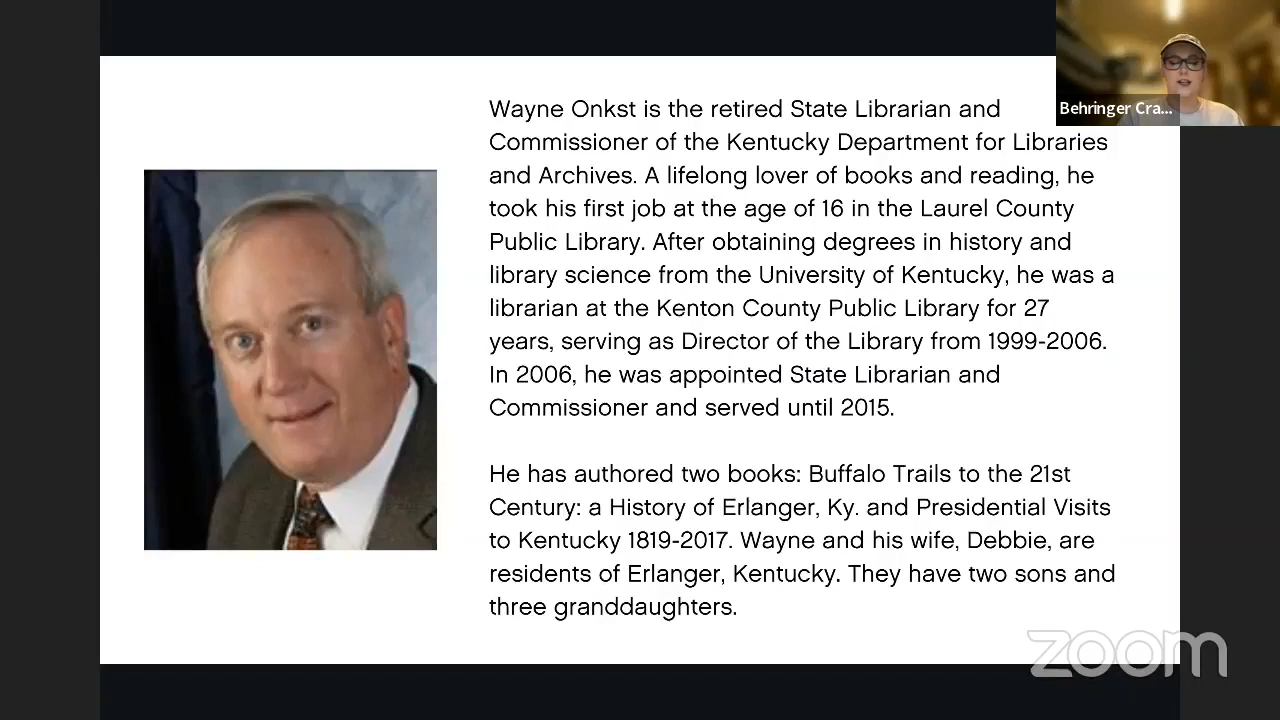 Wayne Onkst is the retired State Librarian and
Commissioner of the Kentucky Department for Libraries
and Archives. A lifelong lover of books and reading, he
took his first job at the age of 16 in the Laurel County
Public Library. After obtaining degrees in history and
library science from the University of Kentucky, he was a
librarian at the Kenton County Public Library for 27
years, serving as Director of the Library from 1999-2006.
In 2006, he was appointed State Librarian and
Commissioner and served until 2015.
He has authored two books: Buffalo Trails to the 21st
Century: a History of Erlanger, Ky. and Presidential Visits
to Kentucky 1819-2017. Wayne and his wife, Debbie, are
residents of Erlanger, Kentucky. They have two sons and
three granddaughters.
Behringer Cra...
zoom